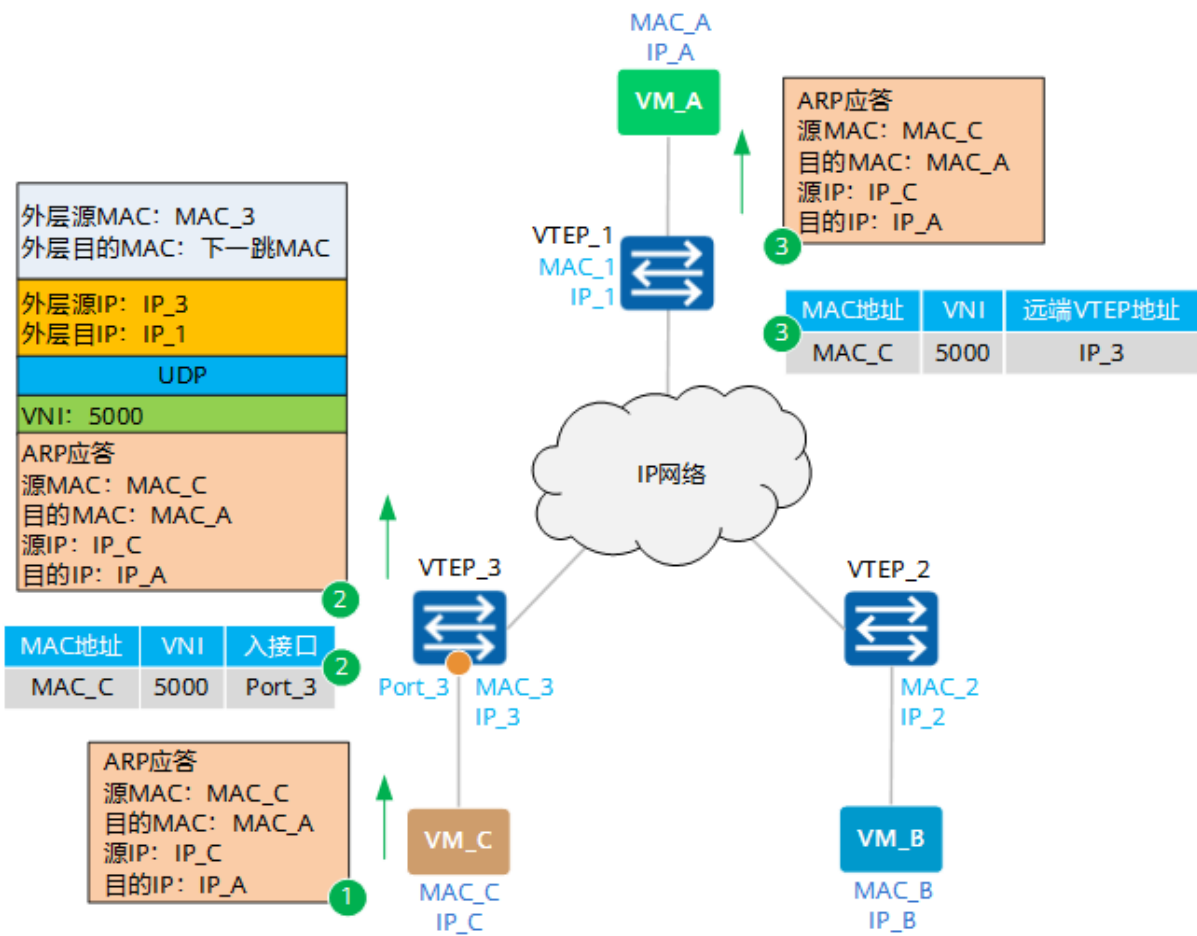 MAC_A
IP_A
VM_A
ARP应答
源MAC：MAC_C
目的MAC：MAC_A
源IP：IP_C
目的IP：IP_A
3
外层源MAC：MAC_3
外层目的MAC：下一跳MAC
外层源IP：IP_3
外层目IP：IP_1
UDP
VNI：5000
ARP应答
源MAC：MAC_C
目的MAC：MAC_A
源IP：IP_C
目的IP：IP_A
2
VTEP_1
MAC_1
IP_1
MAC地址 VNI 远端VTEP地址
3
MAC_C 5000 IP_3
IP网络
VTEP_3
VTEP_2
MAC地址 VNI 入接口
2
MAC_C 5000 Port_3
Port_3
MAC_3
IP_3
MAC_2
IP_2
ARP应答
源MAC：MAC_C
目的MAC：MAC_A
源IP：IP_C
目的IP：IP_A
1
VM_C
MAC_C
IP_C
VM_B
MAC_B
IP_B